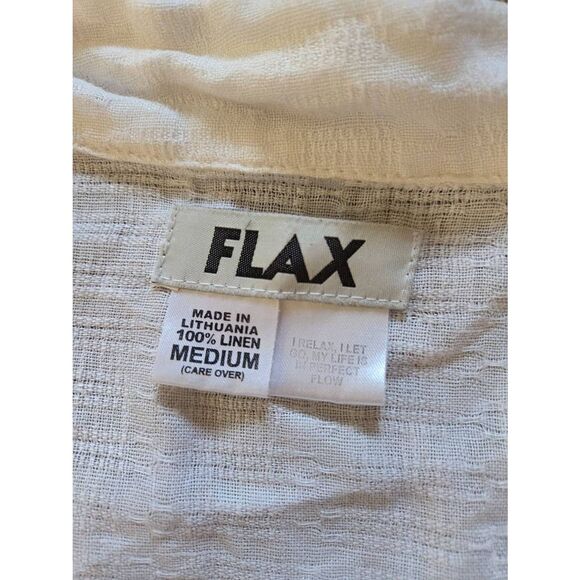 FLAX
MADE IN
LITHUANIA
100% LINEN
MEDIUM
(CARE OVER)
I RELAX, I LET
GO, MY LIFE IS
IN PERFECT
FLOW